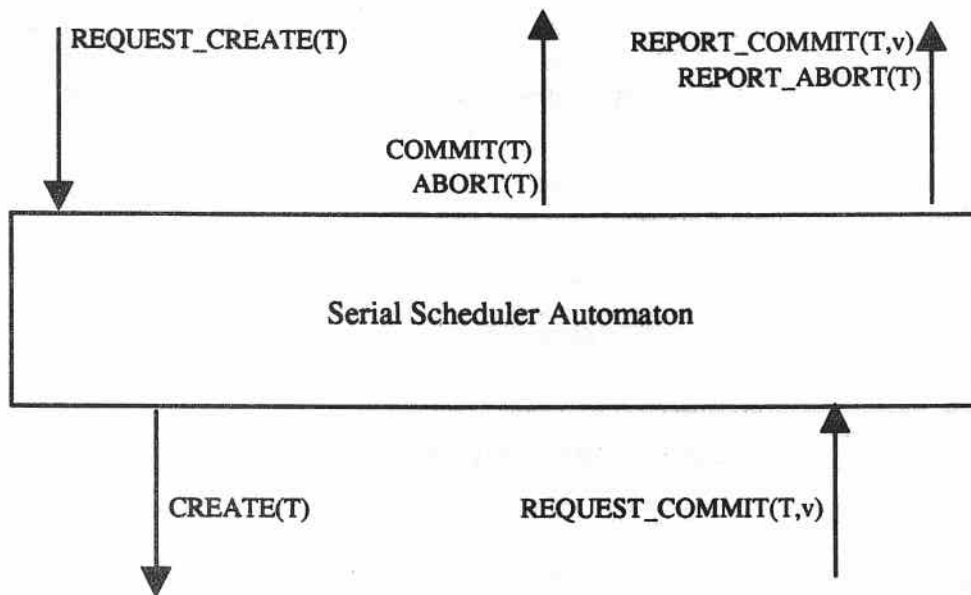 REQUEST_CREATE(T)
REPORT_COMMIT(T,v)
REPORT_ABORT(T)
COMMIT(T)
ABORT(T)
Serial Scheduler Automaton
CREATE(T)
REQUEST_COMMIT(T,v)